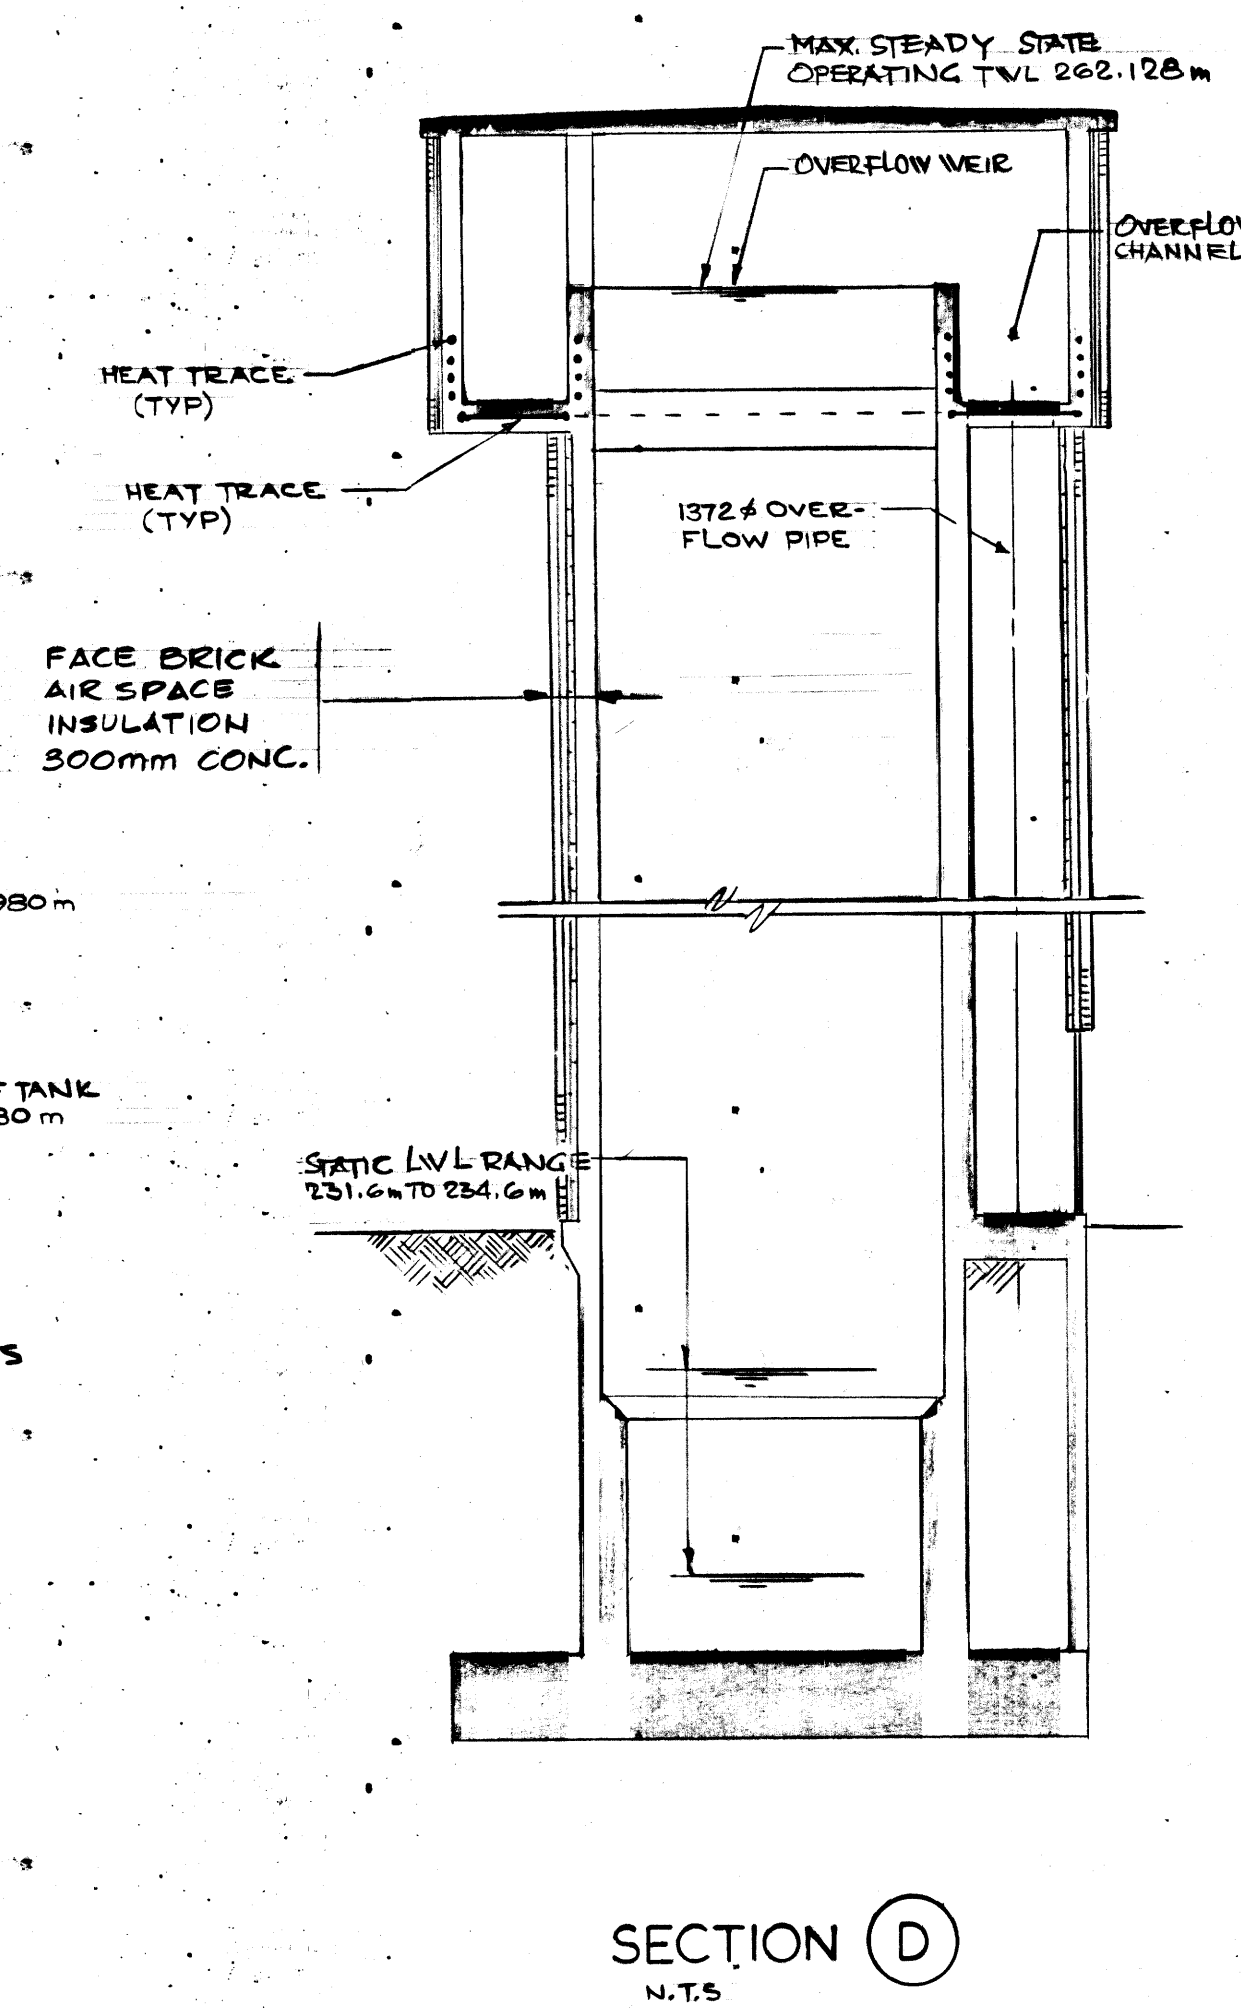 MAX. STEADY STATE
OPERATING TWL 262.128m
OVERFLOW WEIR
OVERFLOW
CHANNEL
HEAT TRACE
(TYP)
HEAT TRACE
(TYP)
1372ø OVER-
FLOW PIPE
FACE BRICK
AIR SPACE
INSULATION
300mm CONC.
980 m
TANK
30 m
STATIC LWL RANGE
231.6m TO 234.6m
S
SECTION D
N.T.S